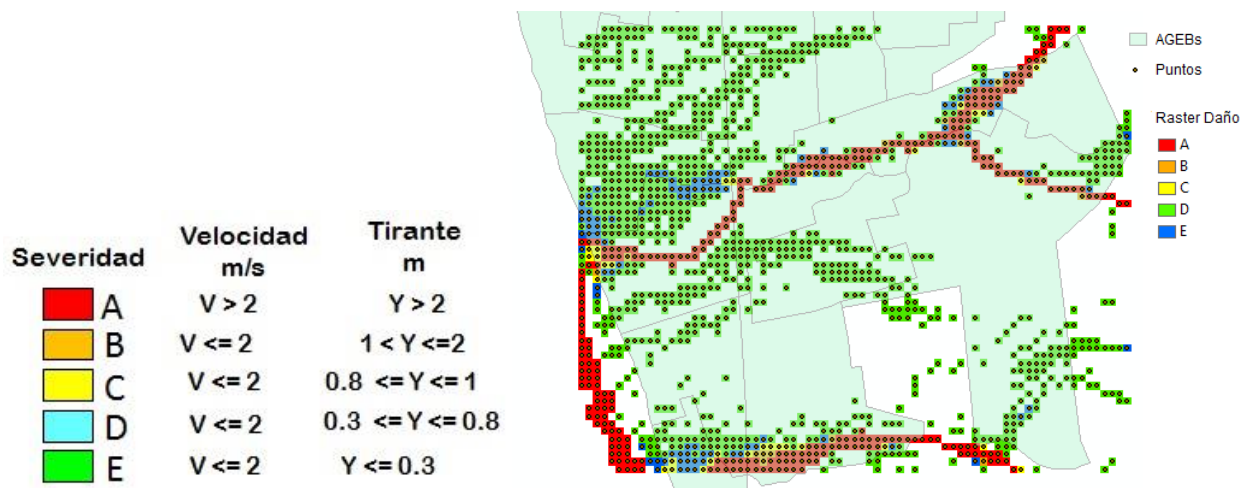 Severidad Velocidad m/s Tirante m
A V > 2 Y > 2
B V <= 2 1 < Y <=2
C V <= 2 0.8 <= Y <= 1
D V <= 2 0.3 <= Y <= 0.8
E V <= 2 Y <= 0.3
AGEBs
Puntos
Raster Daño
A
B
C
D
E